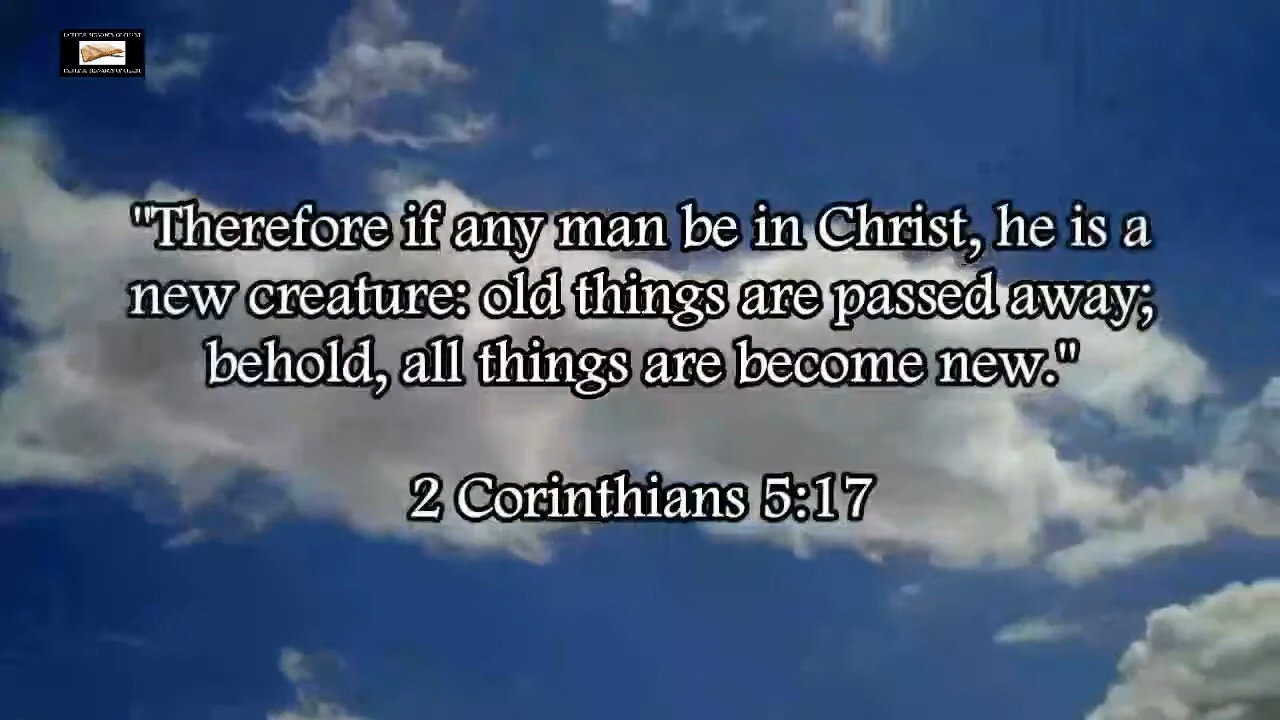 "Therefore if any man be in Christ, he is a
new creature: old things are passed away;
behold, all things are become new."
2 Corinthians 5:17